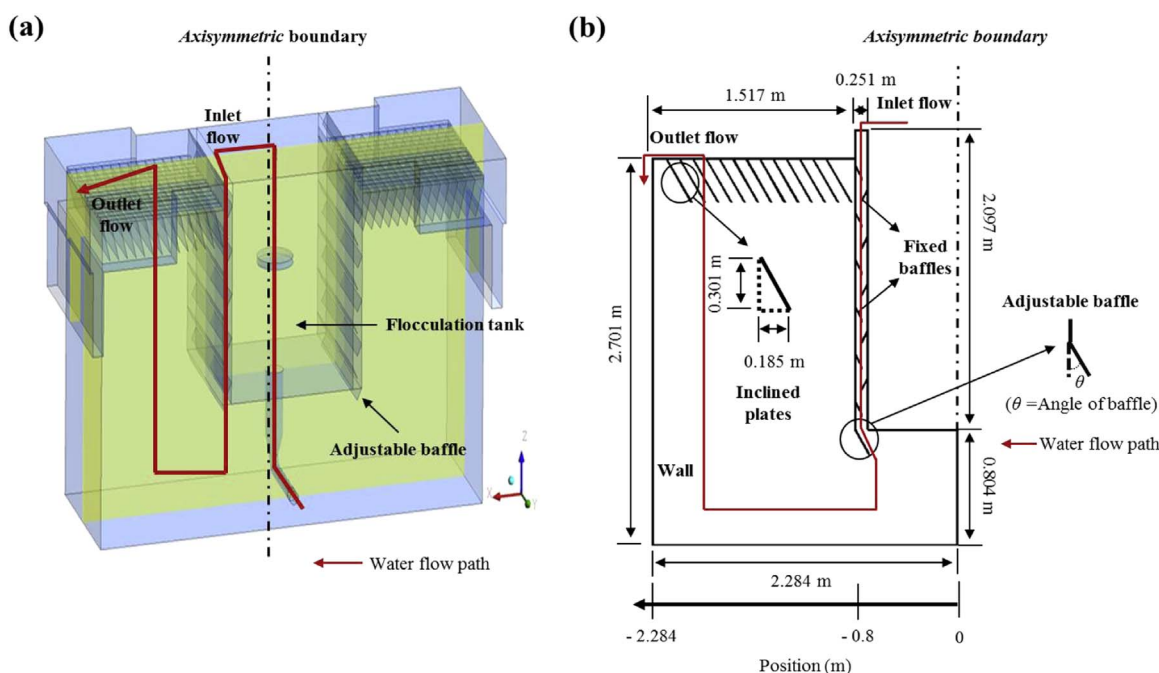 (a)
Axisymmetric boundary
Inlet
flow
Outlet
flow
Flocculation tank
Adjustable baffle
Z
X
Y
Water flow path
(b)
Axisymmetric boundary
0.251 m
1.517 m
Inlet flow
Outlet flow
2.097 m
Fixed
baffles
Adjustable baffle
0.301 m
2.701 m
0.185 m
θ
Inclined
plates
(θ =Angle of baffle)
Water flow path
Wall
0.804 m
2.284 m
- 2.284
- 0.8
0
Position (m)